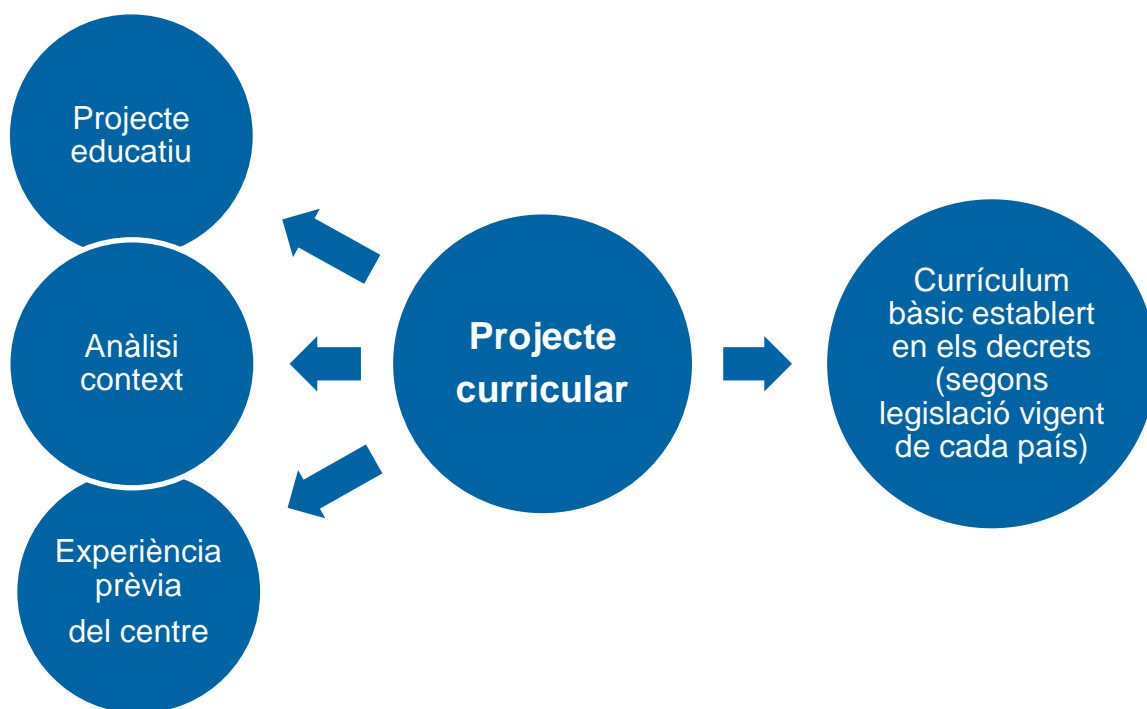 Projecte
educatiu
Anàlisi
context
Experiència
prèvia
del centre
Projecte
curricular
Currículum
bàsic establert
en els decrets
(segons
legislació vigent
de cada país)